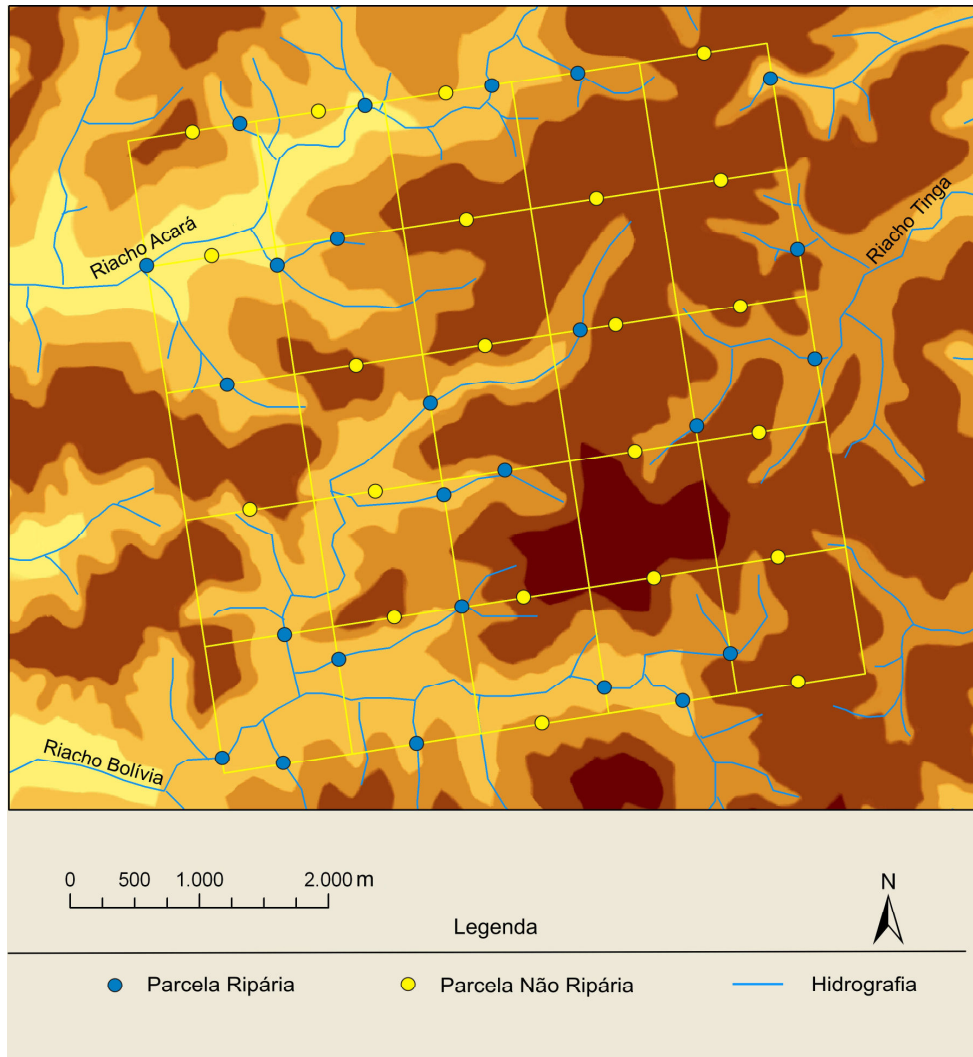 Riacho Acará
Riacho Tinga
Riacho Bolívia
0 500 1.000 2.000 m
N
Legenda
Parcela Ripária Parcela Não Ripária Hidrografia